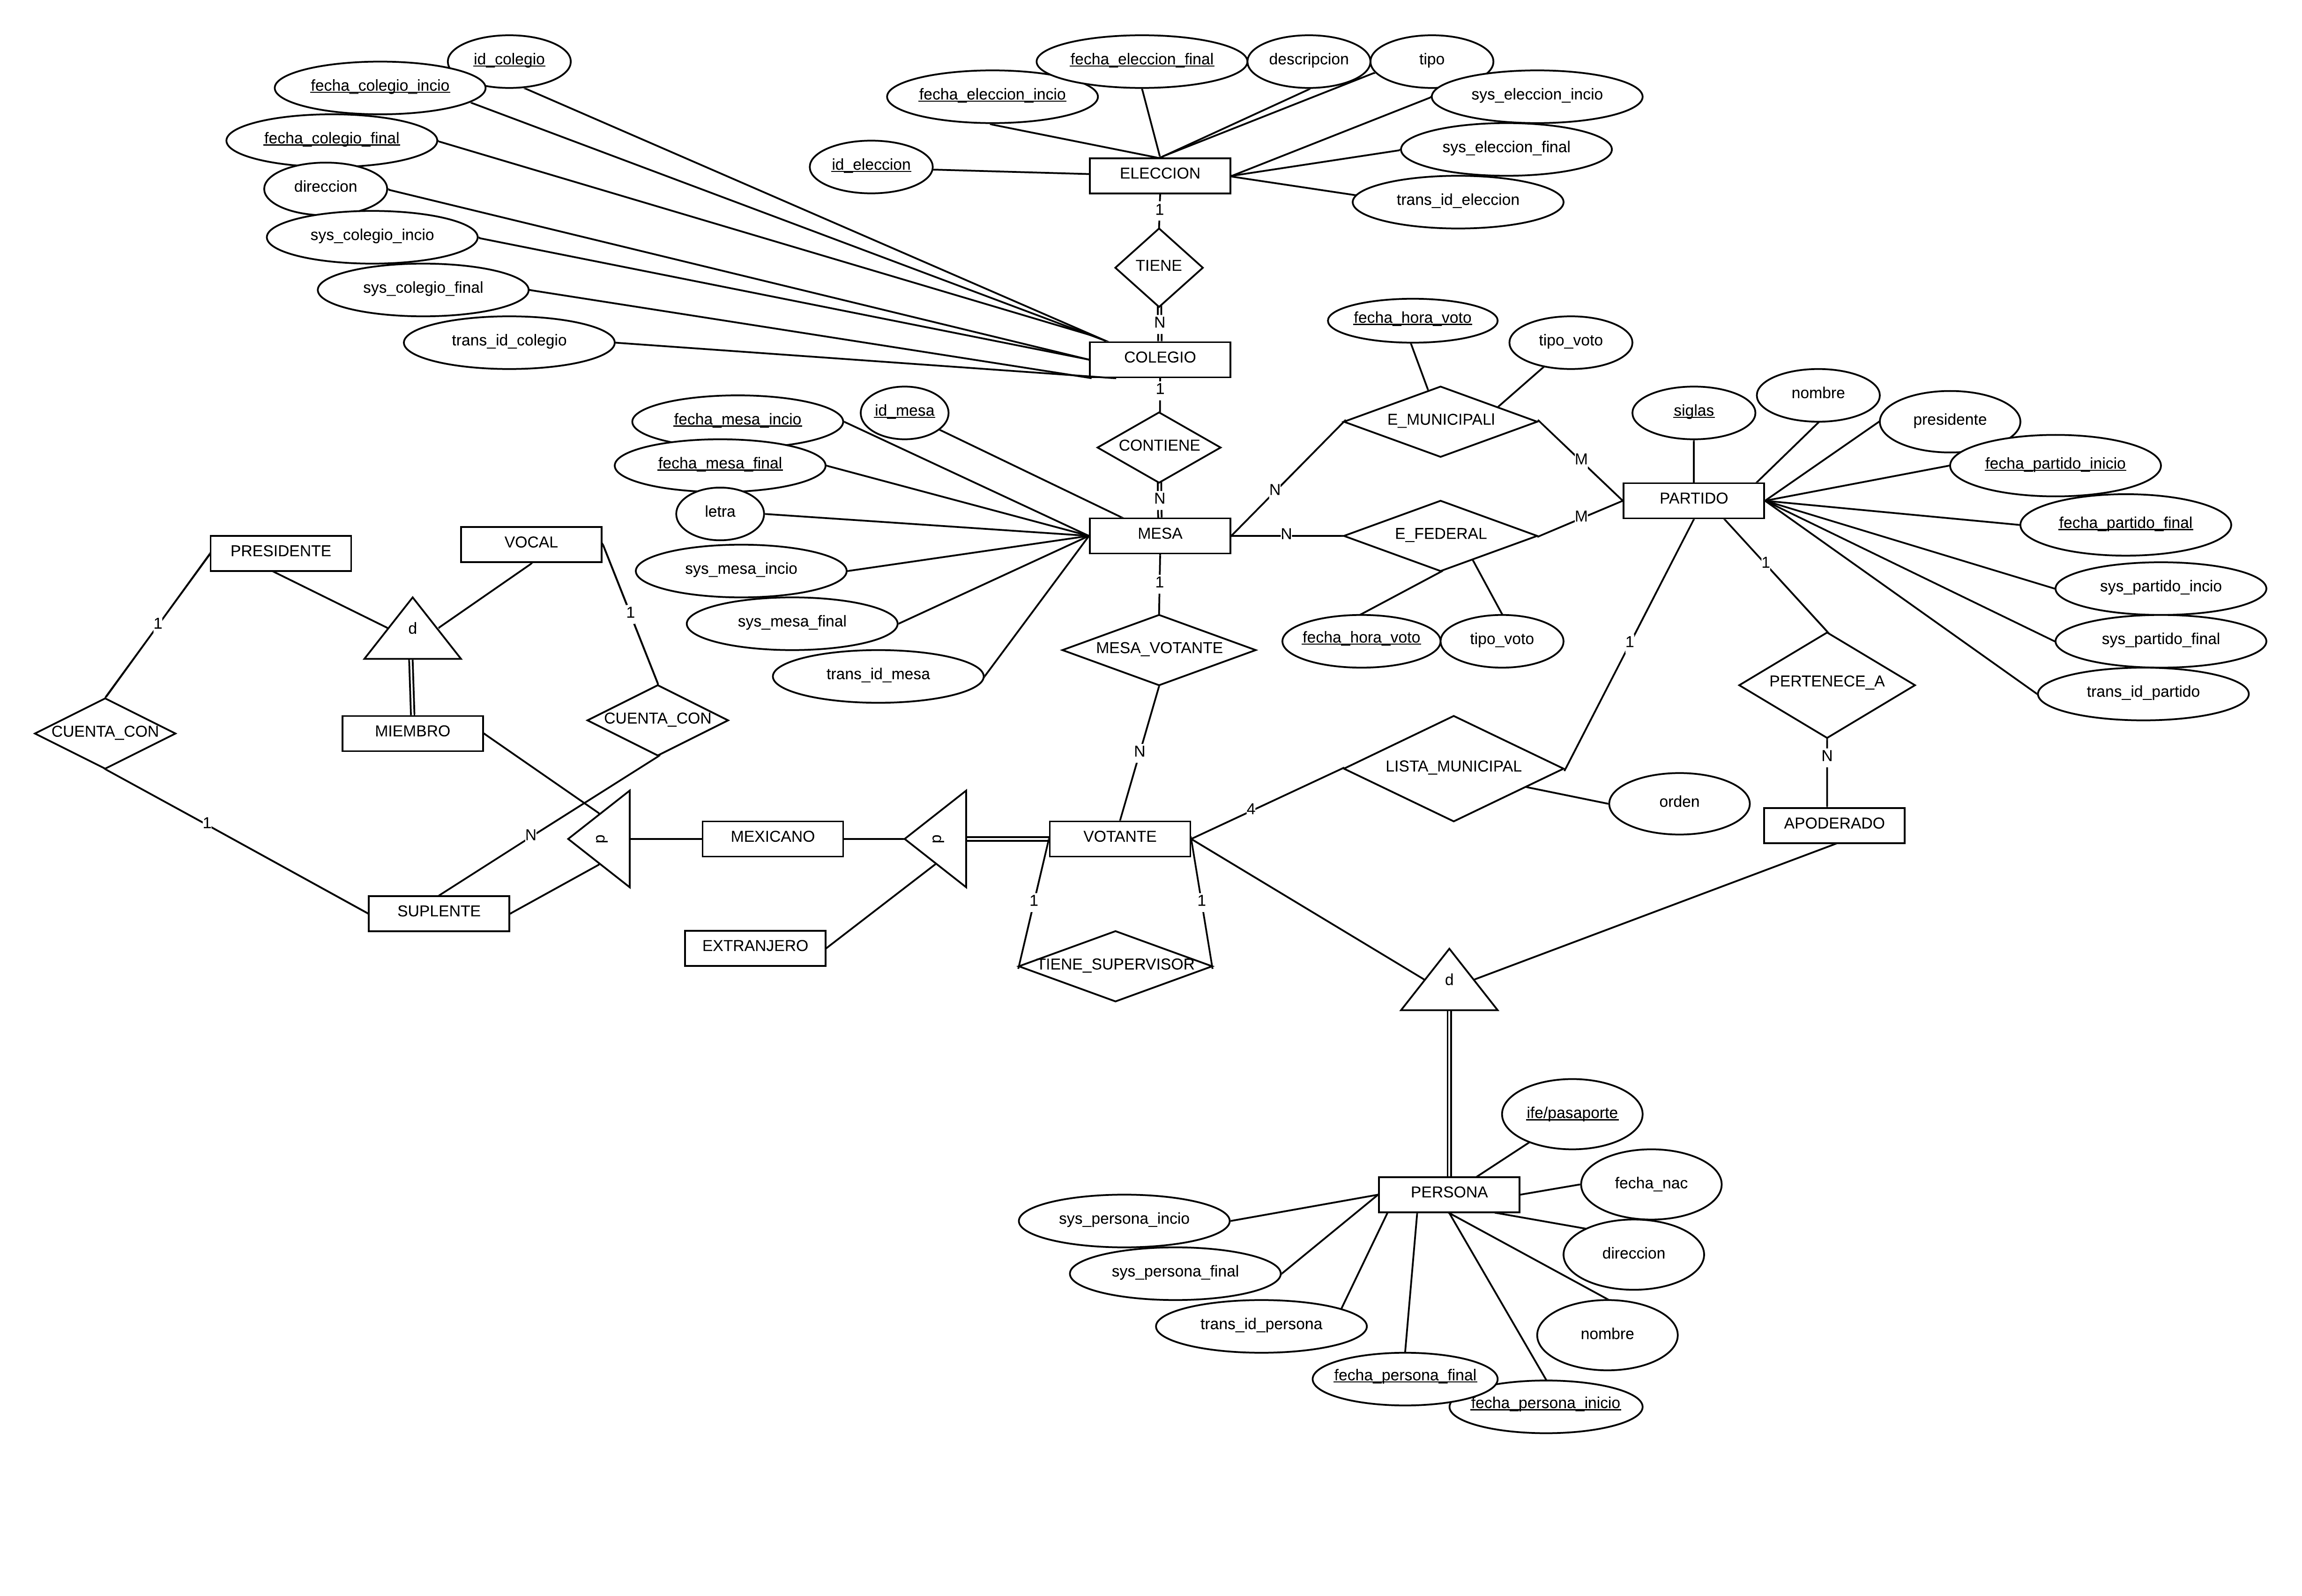 id_colegio
fecha_eleccion_final
descripcion
tipo
fecha_colegio_incio
fecha_eleccion_incio
sys_eleccion_incio
fecha_colegio_final
sys_eleccion_final
id_eleccion
ELECCION
direccion
trans_id_eleccion
1
sys_colegio_incio
TIENE
sys_colegio_final
N
fecha_hora_voto
trans_id_colegio
tipo_voto
COLEGIO
1
nombre
id_mesa
siglas
fecha_mesa_incio
E_MUNICIPALI
presidente
CONTIENE
fecha_mesa_final
M
fecha_partido_inicio
N
N
PARTIDO
letra
M
fecha_partido_final
MESA
N
E_FEDERAL
VOCAL
PRESIDENTE
1
sys_mesa_incio
1
sys_partido_incio
1
1
d
sys_mesa_final
fecha_hora_voto
tipo_voto
1
sys_partido_final
MESA_VOTANTE
trans_id_mesa
PERTENECE_A
trans_id_partido
CUENTA_CON
MIEMBRO
CUENTA_CON
N
N
LISTA_MUNICIPAL
orden
4
1
N
d
MEXICANO
d
VOTANTE
APODERADO
SUPLENTE
1
1
EXTRANJERO
TIENE_SUPERVISOR
d
ife/pasaporte
fecha_nac
PERSONA
sys_persona_incio
direccion
sys_persona_final
trans_id_persona
nombre
fecha_persona_final
fecha_persona_inicio